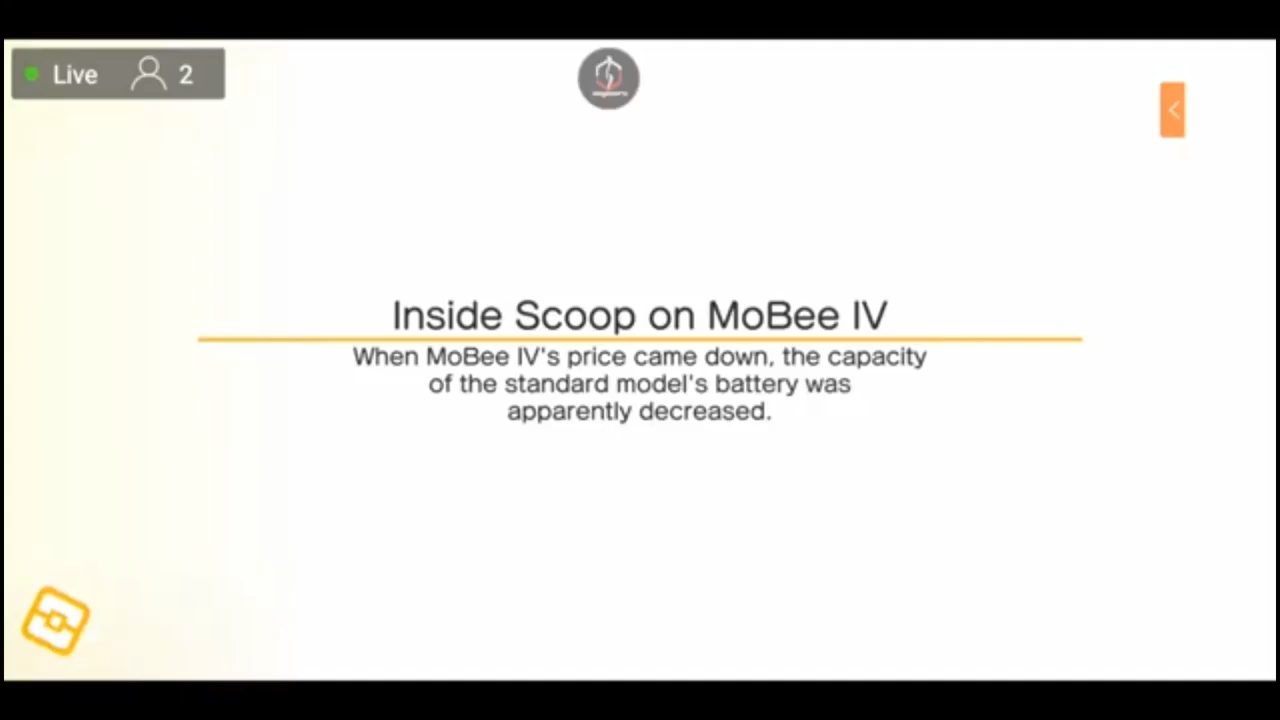 Live 2
Inside Scoop on MoBee IV
When MoBee IV's price came down, the capacity
of the standard model's battery was
apparently decreased.